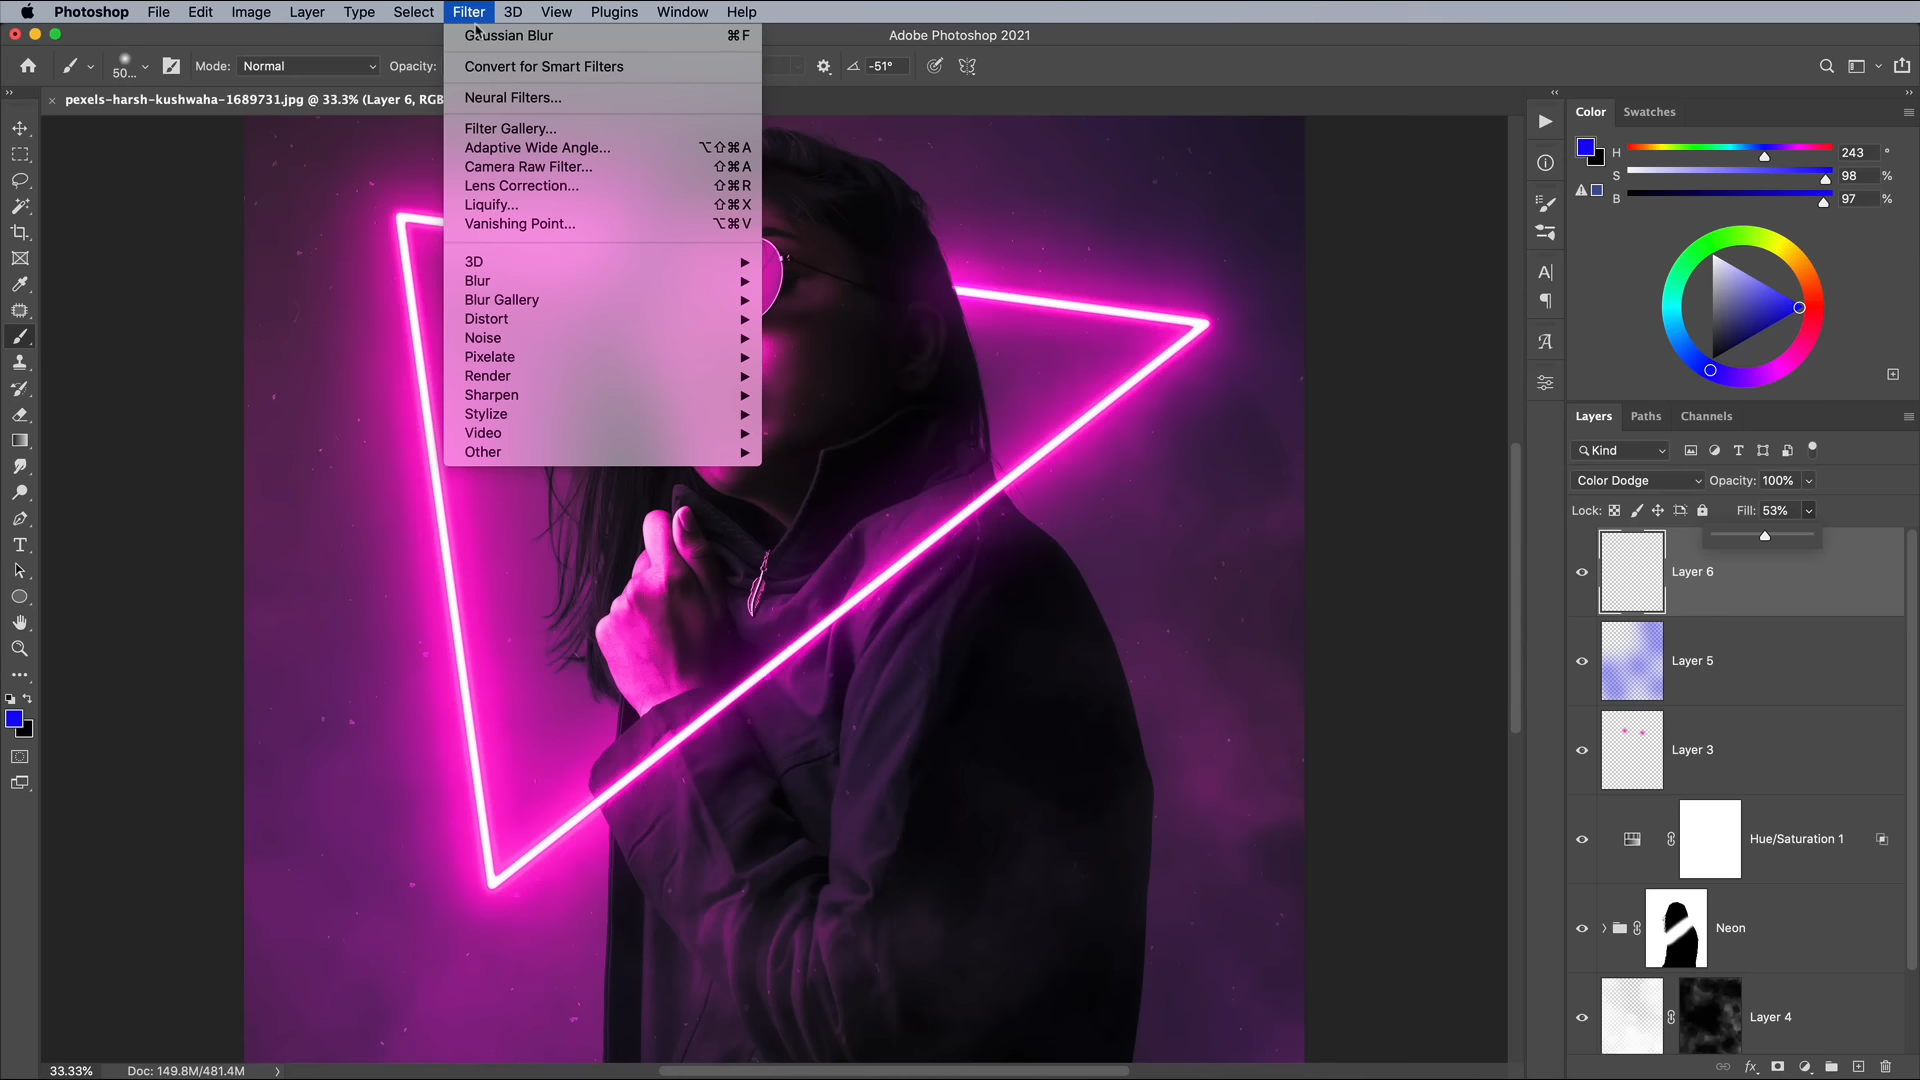 Photoshop File Edit Image Layer Type Select Filter 3D View Plugins Window Help
Adobe Photoshop 2021
50... Mode: Normal Opacity: -51°
pexels-harsh-kushwaha-1689731.jpg @ 33.3% (Layer 6, RGB
Gaussian Blur ⌘F
Convert for Smart Filters
Neural Filters...
Filter Gallery...
Adaptive Wide Angle... ⌥⇧⌘A
Camera Raw Filter... ⇧⌘A
Lens Correction... ⇧⌘R
Liquify... ⇧⌘X
Vanishing Point... ⌥⌘V
3D
Blur
Blur Gallery
Distort
Noise
Pixelate
Render
Sharpen
Stylize
Video
Other
Color Swatches
H 243 °
S 98 %
B 97 %
Layers Paths Channels
Kind
Color Dodge Opacity: 100%
Lock: Fill: 53%
Layer 6
Layer 5
Layer 3
Hue/Saturation 1
Neon
Layer 4
33.33% Doc: 149.8M/481.4M